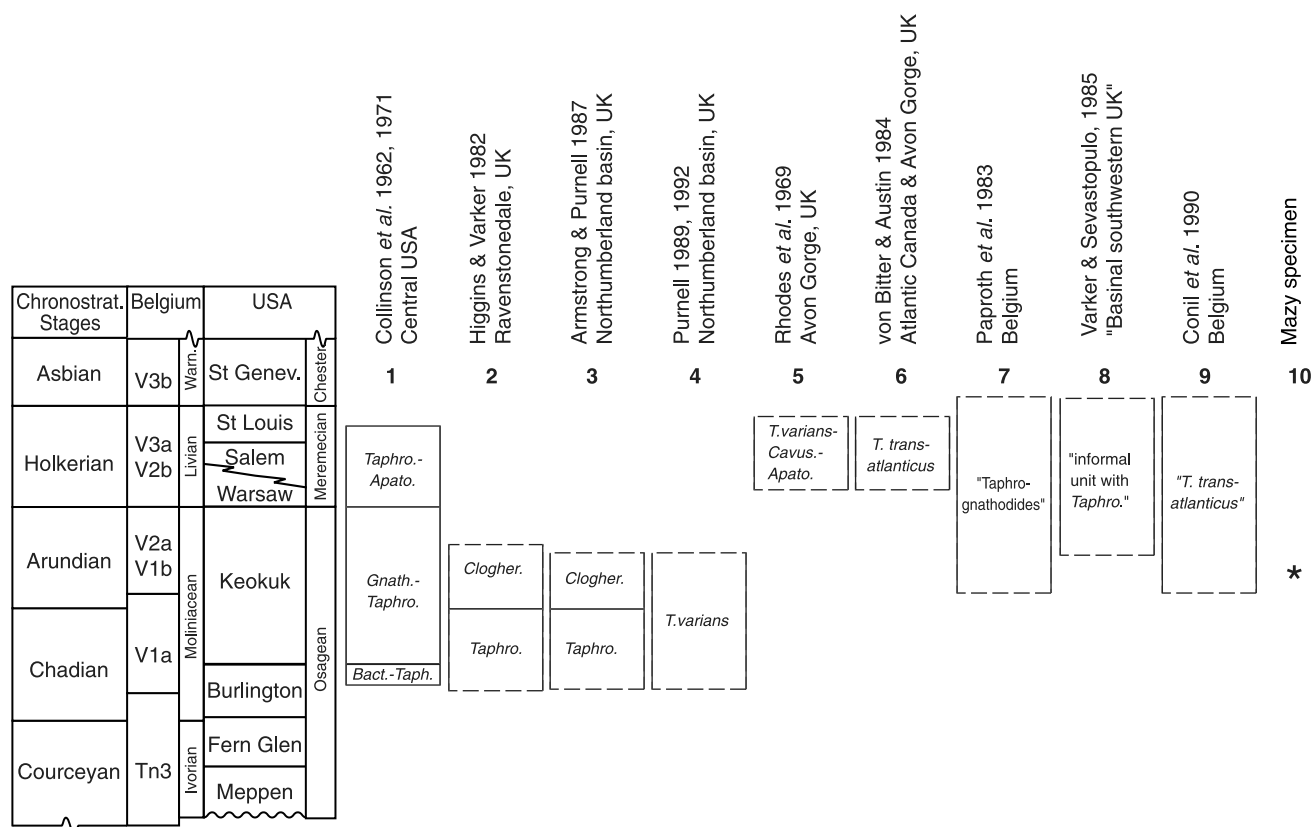 Collinson et al. 1962, 1971
Central USA
Higgins & Varker 1982
Ravenstonedale, UK
Armstrong & Purnell 1987
Northumberland basin, UK
Purnell 1989, 1992
Northumberland basin, UK
Rhodes et al. 1969
Avon Gorge, UK
von Bitter & Austin 1984
Atlantic Canada & Avon Gorge, UK
Paproth et al. 1983
Belgium
Varker & Sevastopulo, 1985
"Basinal southwestern UK"
Conil et al. 1990
Belgium
Mazy specimen
1 2 3 4 5 6 7 8 9 10
Chronostrat.
Stages
Belgium
USA
Asbian
V3b
Warn.
St Genev.
Chester
Holkerian
V3a
V2b
Livian
St Louis
Salem
Warsaw
Meremecian
Arundian
V2a
V1b
Moliniacean
Keokuk
Osagean
Chadian
V1a
Burlington
Courceyan
Tn3
Ivorian
Fern Glen
Meppen
Taphro.-
Apato.
Gnath.-
Taphro.
Bact.-Taph.
Clogher.
Taphro.
Clogher.
Taphro.
T.varians
T.varians-
Cavus.-
Apato.
T. trans-
atlanticus
"Taphro-
gnathodides"
"informal
unit with
Taphro."
"T. trans-
atlanticus"
*